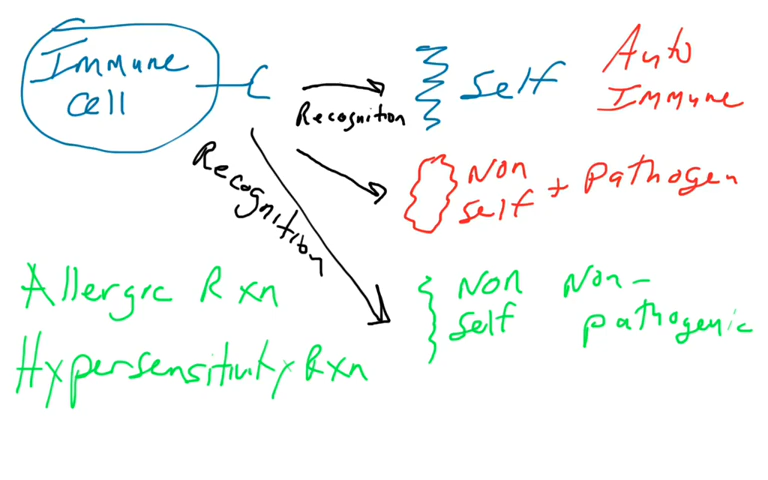 Immune
cell
Recognition
Self
Auto
Immune
Recognition
Non
self + pathogen
Allergic Rxn
Hypersensitivity Rxn
Non
self
Non-
pathogenic